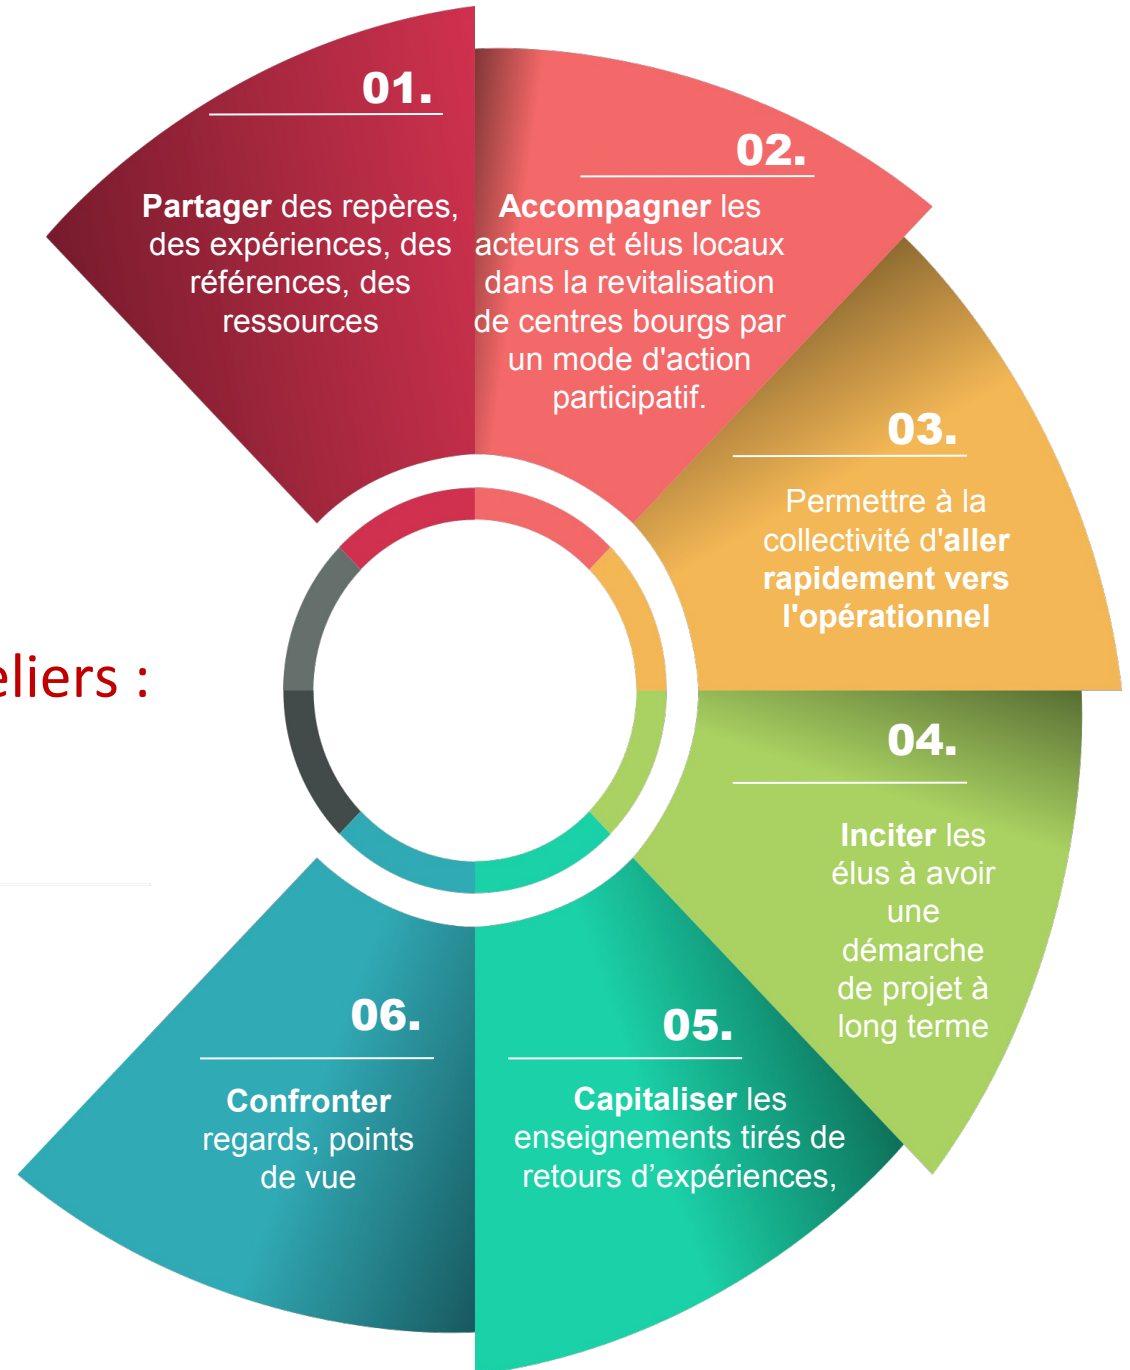 01.
Partager des repères,
des expériences, des
références, des
ressources
02.
Accompagner les
acteurs et élus locaux
dans la revitalisation
de centres bourgs par
un mode d'action
participatif.
03.
Permettre à la
collectivité d'aller
rapidement vers
l'opérationnel
eliers :
04.
Inciter les
élus à avoir
une
démarche
de projet à
long terme
05.
Capitaliser les
enseignements tirés de
retours d’expériences,
06.
Confronter
regards, points
de vue